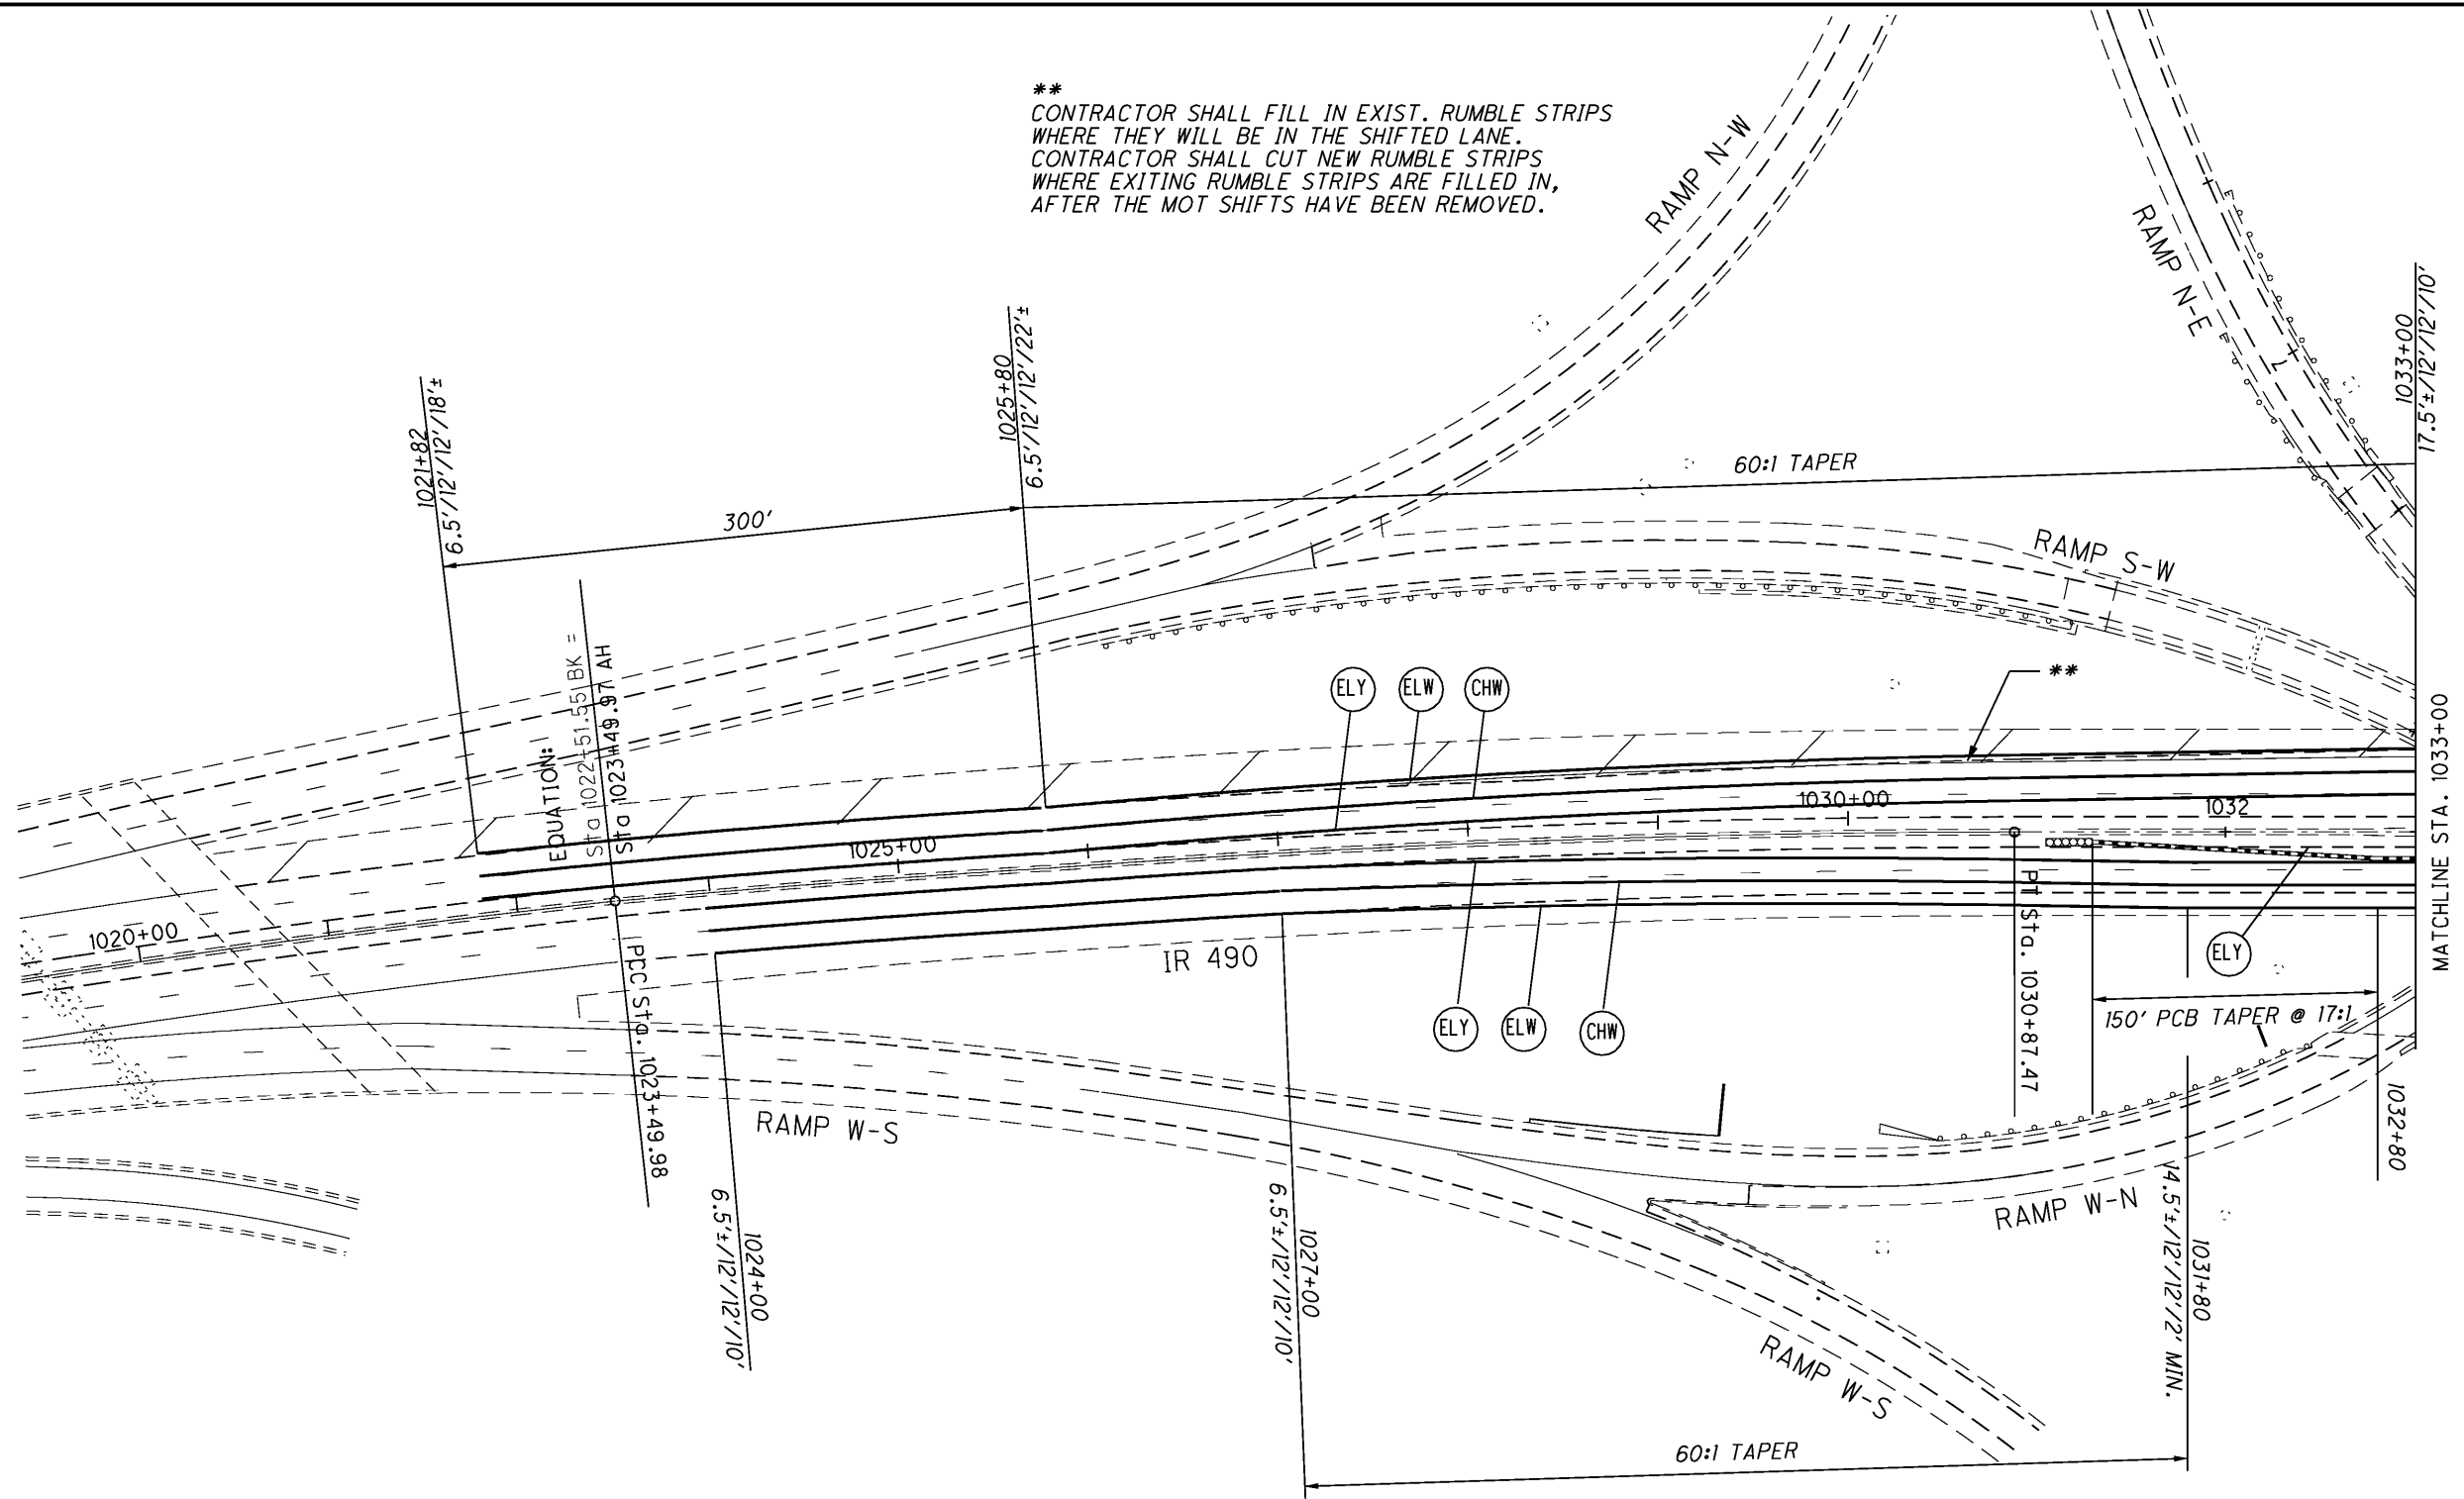 **
CONTRACTOR SHALL FILL IN EXIST. RUMBLE STRIPS
WHERE THEY WILL BE IN THE SHIFTED LANE.
CONTRACTOR SHALL CUT NEW RUMBLE STRIPS
WHERE EXITING RUMBLE STRIPS ARE FILLED IN,
AFTER THE MOT SHIFTS HAVE BEEN REMOVED.
RAMP N-W
RAMP N-E
1033+00
17.5'±/12'/12'/10'
1021+82
6.5'/12'/12'/18'±
1025+80
6.5'/12'/12'/22'±
300'
60:1 TAPER
RAMP S-W
EQUATION:
Sta 1022+51.55 BK =
Sta 1023+49.97 AH
ELY
ELW
CHW
**
MATCHLINE STA. 1033+00
1020+00
1025+00
1030+00
1032
IR 490
ELY
ELW
CHW
ELY
PCC Sta. 1023+49.98
PT Sta. 1030+87.47
150' PCB TAPER @ 17:1
1032+80
RAMP W-S
RAMP W-N
1024+00
6.5'±/12'/12'/10'
1027+00
6.5'±/12'/12'/10'
1031+80
14.5'±/12'/12'/2' MIN.
RAMP W-S
60:1 TAPER